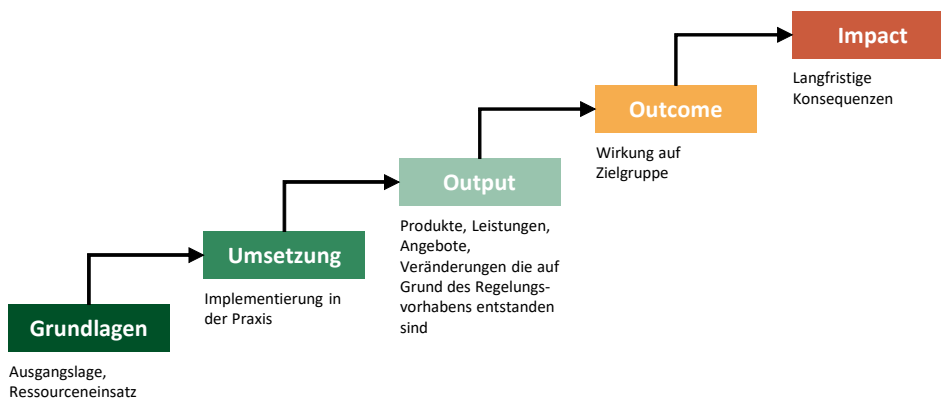 Impact
Langfristige
Konsequenzen
Outcome
Wirkung auf
Zielgruppe
Output
Produkte, Leistungen,
Angebote,
Veränderungen die auf
Grund des Regelungs-
vorhabens entstanden
sind
Umsetzung
Implementierung in
der Praxis
Grundlagen
Ausgangslage,
Ressourceneinsatz